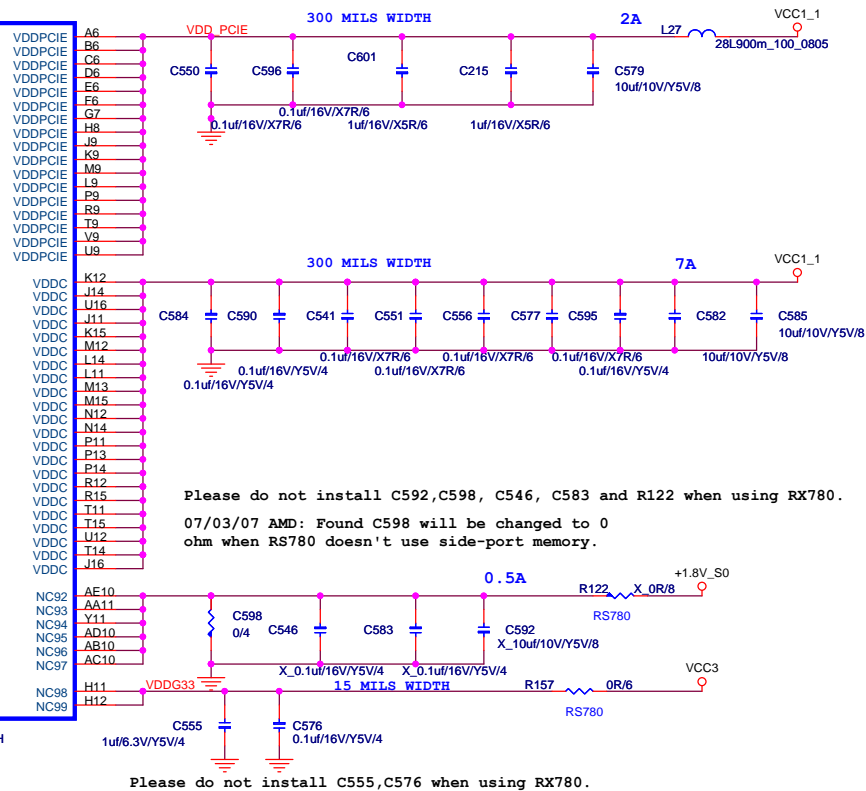 300 MILS WIDTH 2A VCC1_1
VDD_PCIE L27 28L900m_100_0805
VDDPCIE A6
VDDPCIE B6
VDDPCIE C6
VDDPCIE D6
VDDPCIE E6
VDDPCIE F6
VDDPCIE G7
VDDPCIE H8
VDDPCIE J9
VDDPCIE K9
VDDPCIE M9
VDDPCIE L9
VDDPCIE P9
VDDPCIE R9
VDDPCIE T9
VDDPCIE V9
VDDPCIE U9
C550 C596 C601 C215 C579
10uf/10V/Y5V/8
0.1uf/16V/X7R/6
0.1uf/16V/X7R/6 1uf/16V/X5R/6 1uf/16V/X5R/6
300 MILS WIDTH 7A VCC1_1
VDDC K12
VDDC J14
VDDC U16
VDDC J11
VDDC K15
VDDC M12
VDDC L14
VDDC L11
VDDC M13
VDDC M15
VDDC N12
VDDC N14
VDDC P11
VDDC P13
VDDC P14
VDDC R12
VDDC R15
VDDC T11
VDDC T15
VDDC U12
VDDC T14
VDDC J16
C584 C590 C541 C551 C556 C577 C595 C582 C585
10uf/10V/Y5V/8
0.1uf/16V/X7R/6 0.1uf/16V/X7R/6 0.1uf/16V/X7R/6 10uf/10V/Y5V/8
0.1uf/16V/Y5V/4 0.1uf/16V/X7R/6 0.1uf/16V/X7R/6 0.1uf/16V/Y5V/4
0.1uf/16V/Y5V/4
Please do not install C592,C598, C546, C583 and R122 when using RX780.
07/03/07 AMD: Found C598 will be changed to 0
ohm when RS780 doesn't use side-port memory.
0.5A +1.8V_S0
R122 X_0R/8
RS780
NC92 AE10
NC93 AA11
NC94 Y11
NC95 AD10
NC96 AB10
NC97 AC10
C598
0/4
C546 C583 C592
X_10uf/10V/Y5V/8
X_0.1uf/16V/Y5V/4 X_0.1uf/16V/Y5V/4
VCC3
NC98 H11
NC99 H12
VDDG33 15 MILS WIDTH R157 0R/6
RS780
C555 C576
1uf/6.3V/Y5V/4 0.1uf/16V/Y5V/4
Please do not install C555,C576 when using RX780.